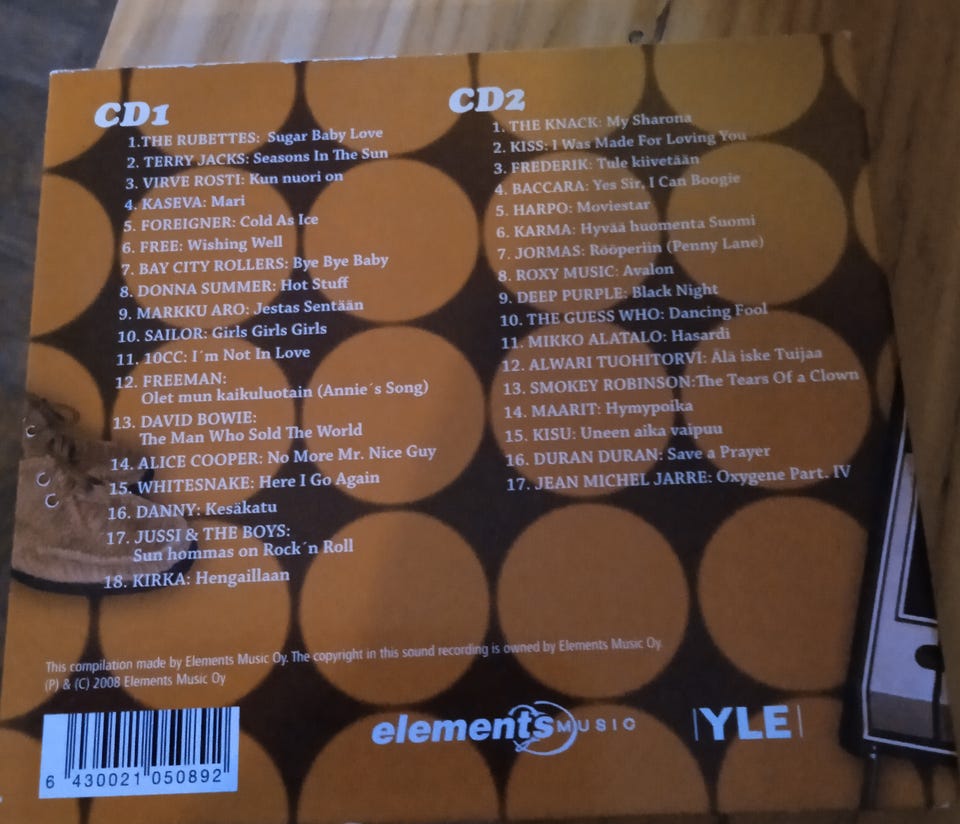 CD1
1.THE RUBETTES: Sugar Baby Love
2. TERRY JACKS: Seasons In The Sun
3. VIRVE ROSTI: Kun nuori on
4. KASEVA: Mari
5. FOREIGNER: Cold As Ice
6. FREE: Wishing Well
7. BAY CITY ROLLERS: Bye Bye Baby
8. DONNA SUMMER: Hot Stuff
9. MARKKU ARO: Jestas Sentään
10. SAILOR: Girls Girls Girls
11. 10CC: I´m Not In Love
12. FREEMAN:
Olet mun kaikuluotain (Annie´s Song)
13. DAVID BOWIE:
The Man Who Sold The World
14. ALICE COOPER: No More Mr. Nice Guy
15. WHITESNAKE: Here I Go Again
16. DANNY: Kesäkatu
17. JUSSI & THE BOYS:
Sun hommas on Rock´n Roll
18. KIRKA: Hengaillaan
CD2
1. THE KNACK: My Sharona
2. KISS: I Was Made For Loving You
3. FREDERIK: Tule kiivetään
4. BACCARA: Yes Sir, I Can Boogie
5. HARPO: Moviestar
6. KARMA: Hyvää huomenta Suomi
7. JORMAS: Rööperiin (Penny Lane)
8. ROXY MUSIC: Avalon
9. DEEP PURPLE: Black Night
10. THE GUESS WHO: Dancing Fool
11. MIKKO ALATALO: Hasardi
12. ALWARI TUOHITORVI: Älä iske Tuijaa
13. SMOKEY ROBINSON:The Tears Of a Clown
14. MAARIT: Hymypoika
15. KISU: Uneen aika vaipuu
16. DURAN DURAN: Save a Prayer
17. JEAN MICHEL JARRE: Oxygene Part. IV
This compilation made by Elements Music Oy. The copyright in this sound recording is owned by Elements Music Oy
(P) & (C) 2008 Elements Music Oy
elements MUSIC
|YLE|
6 430021 050892